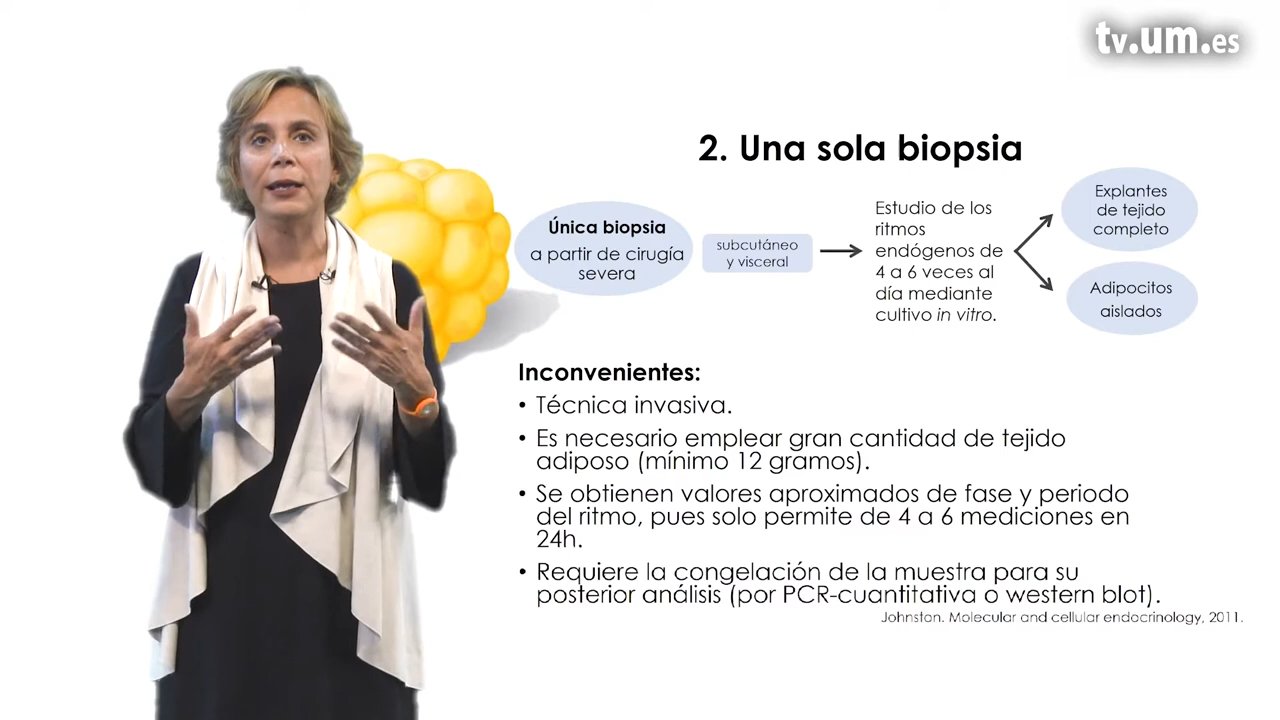 tv.um.es
2. Una sola biopsia
Única biopsia
a partir de cirugía
severa
subcutáneo
y visceral
Estudio de los
ritmos
endógenos de
4 a 6 veces al
día mediante
cultivo in vitro.
Explantes
de tejido
completo
Adipocitos
aislados
Inconvenientes:
• Técnica invasiva.
• Es necesario emplear gran cantidad de tejido
adiposo (mínimo 12 gramos).
• Se obtienen valores aproximados de fase y periodo
del ritmo, pues solo permite de 4 a 6 mediciones en
24h.
• Requiere la congelación de la muestra para su
posterior análisis (por PCR-cuantitativa o western blot).
Johnston. Molecular and cellular endocrinology, 2011.